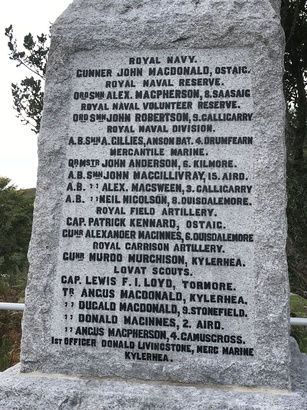 ROYAL NAVY.
GUNNER JOHN MACDONALD, OSTAIG.
ROYAL NAVAL RESERVE.
ORD SMN ALEX. MACPHERSON, 8. SAASAIG
ROYAL NAVAL VOLUNTEER RESERVE.
ORD SMN JOHN ROBERTSON, 9. CALLIGARRY
ROYAL NAVAL DIVISION.
A.B. SMN A. GILLIES, ANSON BAT. 4. DRUMFEARN
MERCANTILE MARINE.
QR MSTR JOHN ANDERSON, 6. KILMORE.
A.B. SMN JOHN MACGILLIVRAY, 15. AIRD.
A.B. " ALEX. MACSWEEN, 3. CALLIGARRY
A.B. " NEIL NICOLSON, 8. DUISDALEMORE.
ROYAL FIELD ARTILLERY.
CAP. PATRICK KENNARD, OSTAIG.
GUNR ALEXANDER MACINNES, 6. DUISDALEMORE
ROYAL GARRISON ARTILLERY.
GUNR MURDO MURCHISON, KYLERHEA.
LOVAT SCOUTS.
CAP. LEWIS F. I. LOYD, TORMORE.
TR ANGUS MACDONALD, KYLERHEA.
" DUGALD MACDONALD, 9. STONEFIELD.
" DONALD MACINNES, 2. AIRD.
" ANGUS MACPHERSON, 4. CAMUSCROSS.
1ST OFFICER DONALD LIVINGSTONE, MERC MARINE
KYLERHEA.